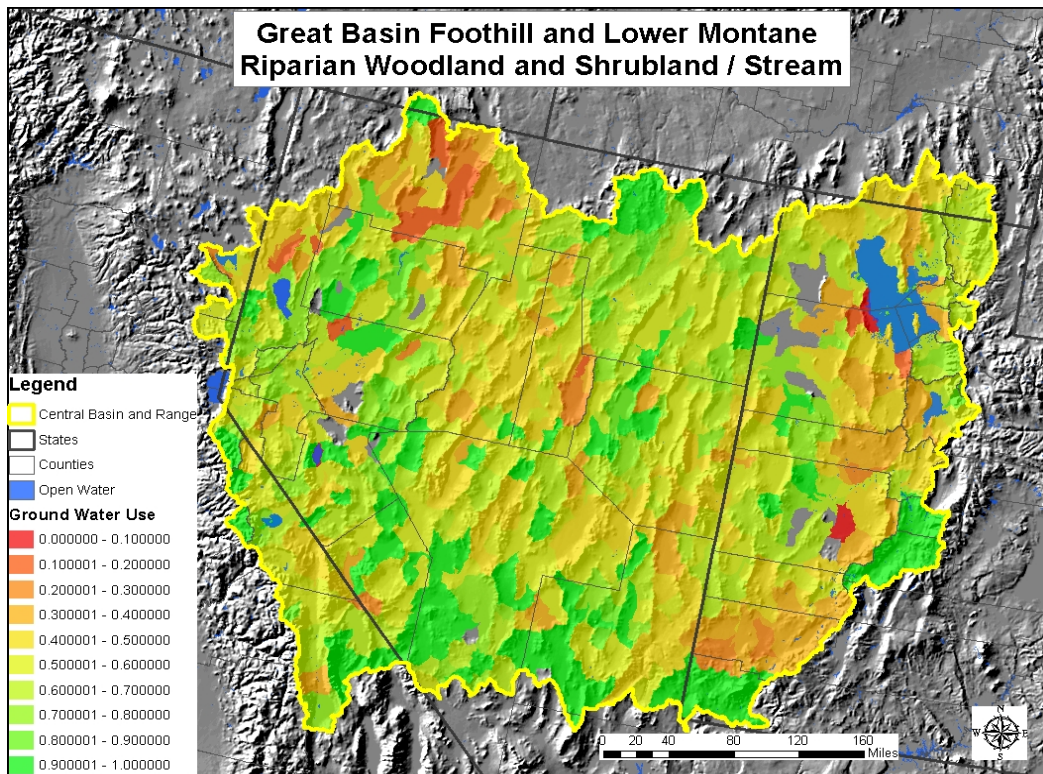 Great Basin Foothill and Lower Montane
Riparian Woodland and Shrubland / Stream
Legend
Central Basin and Range
States
Counties
Open Water
Ground Water Use
0.000000 - 0.100000
0.100001 - 0.200000
0.200001 - 0.300000
0.300001 - 0.400000
0.400001 - 0.500000
0.500001 - 0.600000
0.600001 - 0.700000
0.700001 - 0.800000
0.800001 - 0.900000
0.900001 - 1.000000
N
W E
S
0 20 40 80 120 160
Miles